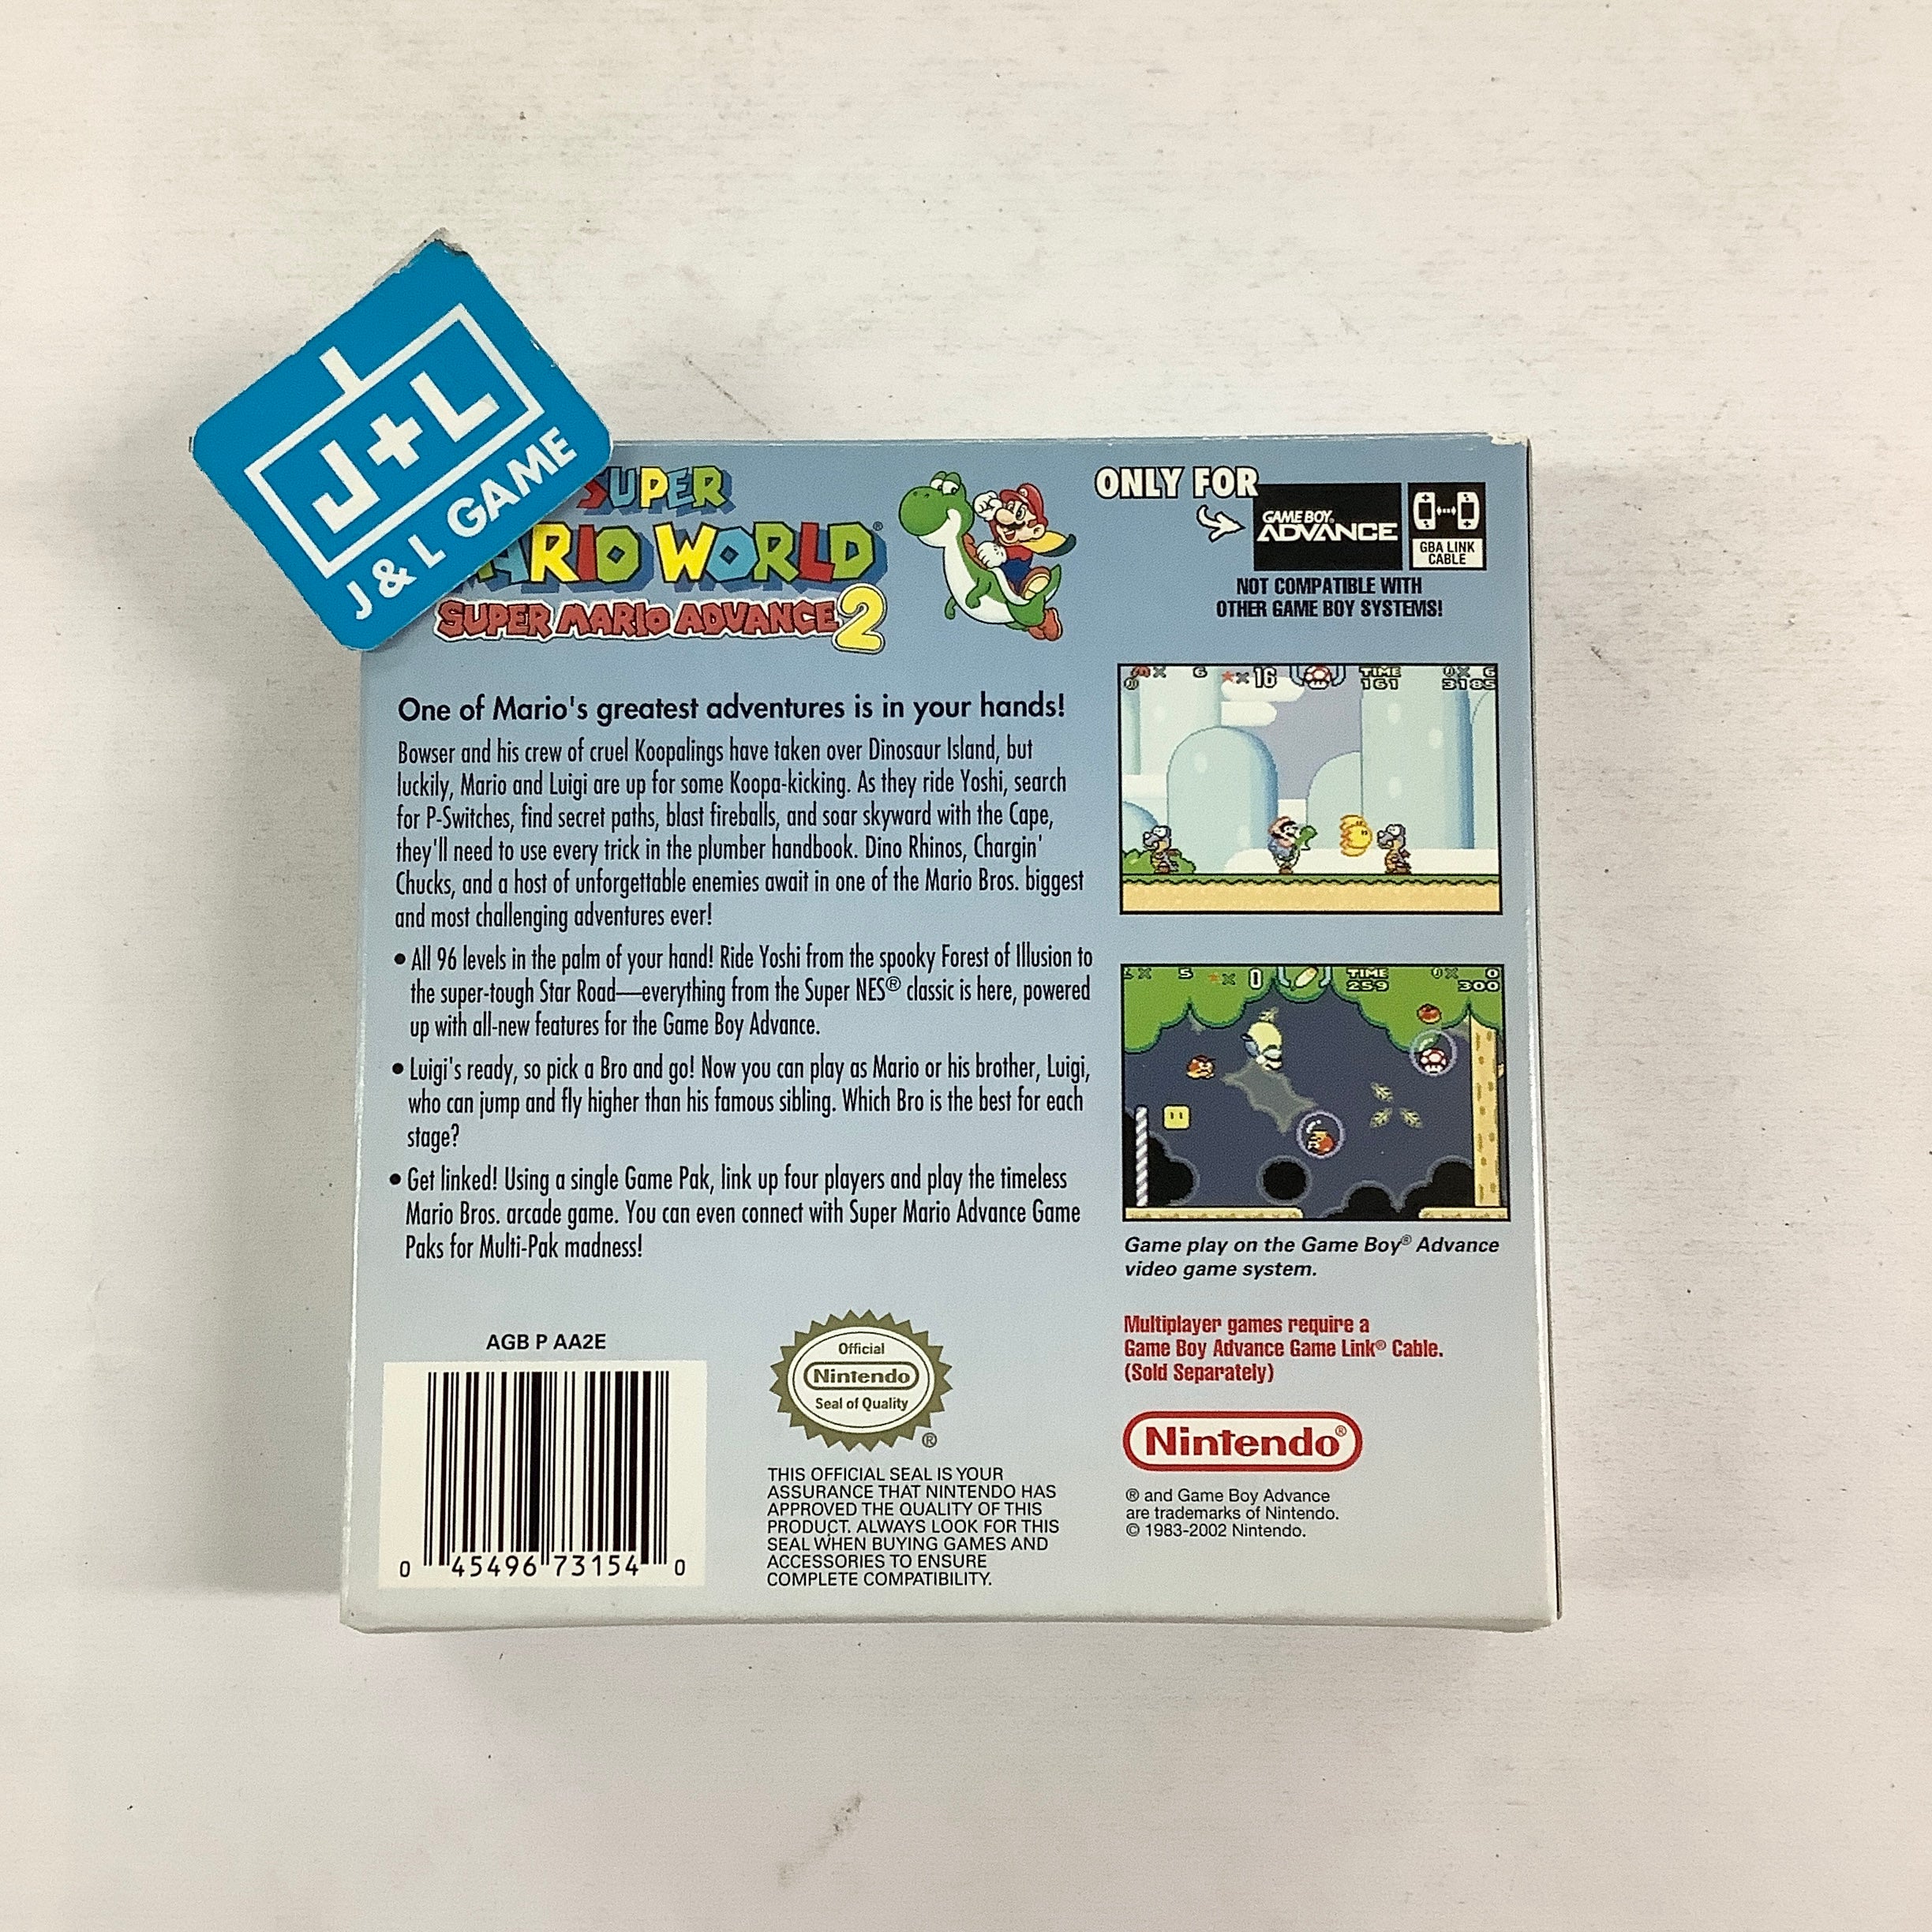 J+L
J & L GAME
SUPER
MARIO WORLD®
SUPER MARIO ADVANCE 2
ONLY FOR
GAME BOY
ADVANCE
GBA LINK
CABLE
NOT COMPATIBLE WITH
OTHER GAME BOY SYSTEMS!
One of Mario's greatest adventures is in your hands!
Bowser and his crew of cruel Koopalings have taken over Dinosaur Island, but
luckily, Mario and Luigi are up for some Koopa-kicking. As they ride Yoshi, search
for P-Switches, find secret paths, blast fireballs, and soar skyward with the Cape,
they'll need to use every trick in the plumber handbook. Dino Rhinos, Chargin'
Chucks, and a host of unforgettable enemies await in one of the Mario Bros. biggest
and most challenging adventures ever!
• All 96 levels in the palm of your hand! Ride Yoshi from the spooky Forest of Illusion to
the super-tough Star Road—everything from the Super NES® classic is here, powered
up with all-new features for the Game Boy Advance.
• Luigi's ready, so pick a Bro and go! Now you can play as Mario or his brother, Luigi,
who can jump and fly higher than his famous sibling. Which Bro is the best for each
stage?
• Get linked! Using a single Game Pak, link up four players and play the timeless
Mario Bros. arcade game. You can even connect with Super Mario Advance Game
Paks for Multi-Pak madness!
M× 6 ★×16 TIME 0× 6
161 3185
L× 5 ★× 0 TIME 0× 0
259 300
Game play on the Game Boy® Advance
video game system.
Multiplayer games require a
Game Boy Advance Game Link® Cable.
(Sold Separately)
Nintendo®
® and Game Boy Advance
are trademarks of Nintendo.
© 1983-2002 Nintendo.
AGB P AA2E
0 45496 73154 0
Official
Nintendo
Seal of Quality
®
THIS OFFICIAL SEAL IS YOUR
ASSURANCE THAT NINTENDO HAS
APPROVED THE QUALITY OF THIS
PRODUCT. ALWAYS LOOK FOR THIS
SEAL WHEN BUYING GAMES AND
ACCESSORIES TO ENSURE
COMPLETE COMPATIBILITY.